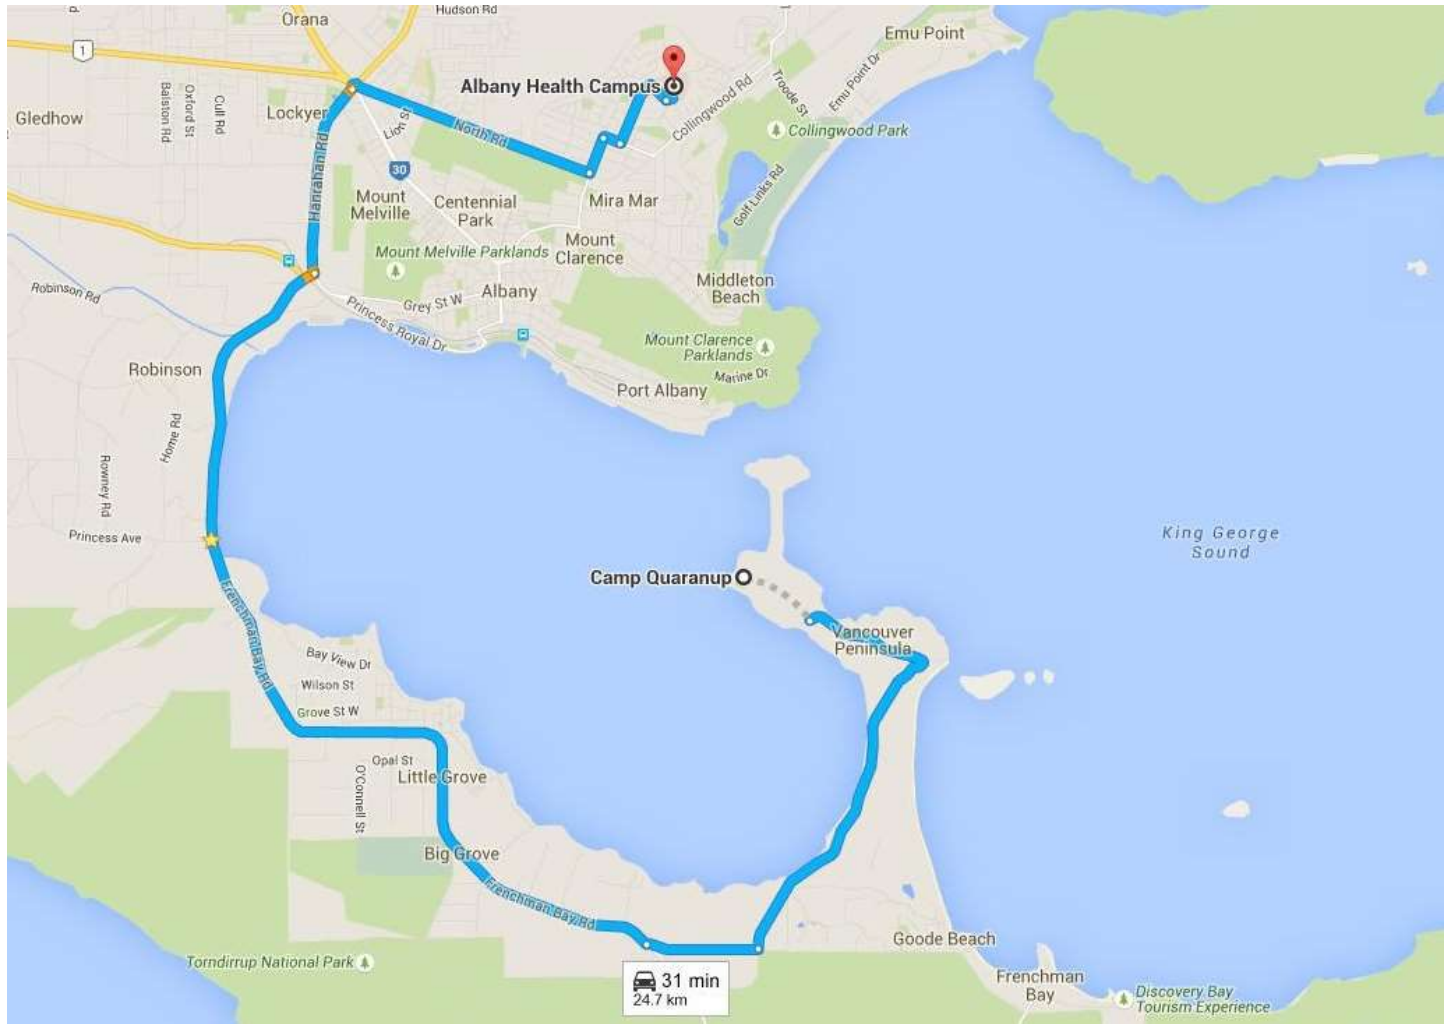 Hudson Rd
Orana
Emu Point
1
Albany Health Campus
Collingwood Rd
Troode St
Emu Point Dr
Gledhow
Balston Rd
Oxford St
Cull Rd
Lockyer
Lion St
North Rd
Collingwood Park
Hanrahan Rd
30
Mount
Melville
Centennial
Park
Mira Mar
Golf Links Rd
Mount
Clarence
Mount Melville Parklands
Middleton
Beach
Robinson Rd
Grey St W
Albany
Princess Royal Dr
Mount Clarence
Parklands
Marine Dr
Robinson
Port Albany
Home Rd
Rowney Rd
Princess Ave
King George
Sound
Camp Quaranup
Frenchman Bay Rd
Vancouver
Peninsula
Bay View Dr
Wilson St
Grove St W
Opal St
Little Grove
O'Connell St
Big Grove
Frenchman Bay Rd
Goode Beach
Torndirrup National Park
31 min
24.7 km
Frenchman
Bay
Discovery Bay
Tourism Experience